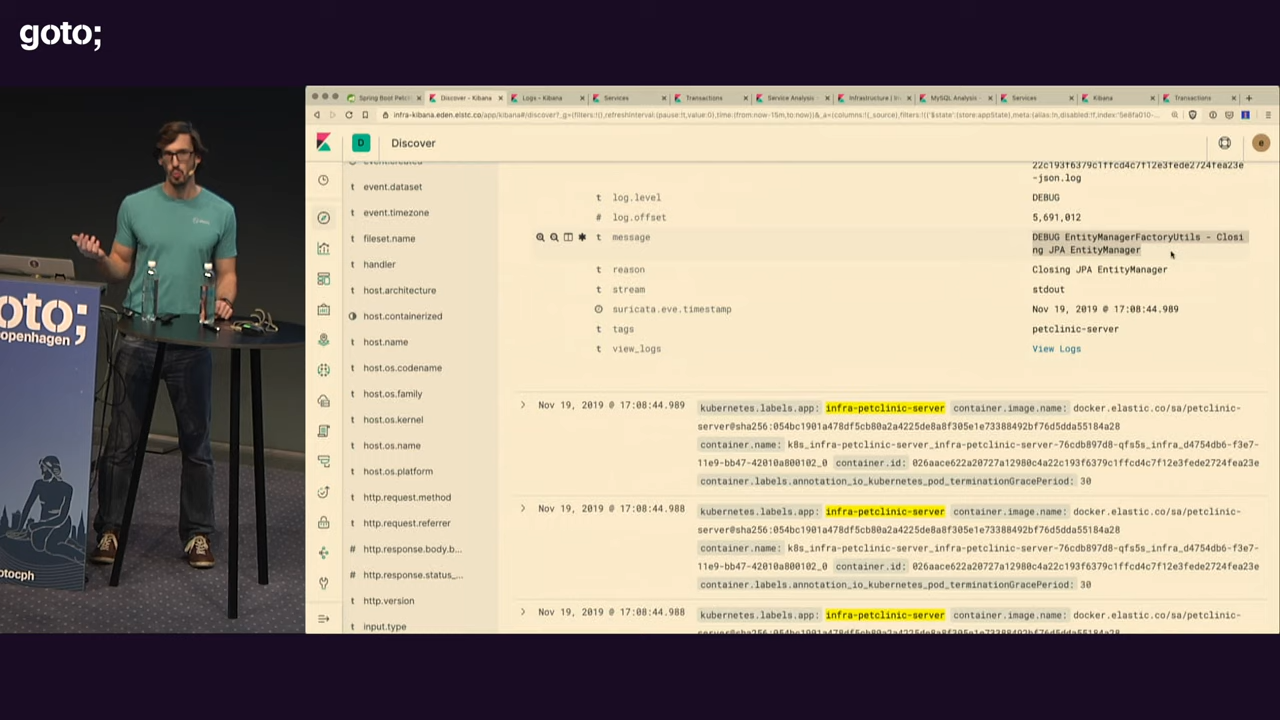 goto;
Spring Boot PetC
Discover - Kibana
Logs - Kibana
Services
Transactions
Service Analysis -
Infrastructure | In
MySQL Analysis -
Services
Kibana
Transactions
D
Discover
e
event.created
event.dataset
event.timezone
fileset.name
handler
host.architecture
host.containerized
host.name
host.os.codename
host.os.family
host.os.kernel
host.os.name
host.os.platform
http.request.method
http.request.referrer
http.response.body.b...
http.response.status_...
http.version
input.type
22c193f6379c1ffcd4c7f12e3fede2724fea23e
-json.log
t log.level DEBUG
# log.offset 5,691,012
t message DEBUG EntityManagerFactoryUtils - Closi
ng JPA EntityManager
t reason Closing JPA EntityManager
t stream stdout
suricata.eve.timestamp Nov 19, 2019 @ 17:08:44.989
t tags petclinic-server
t view_logs View Logs
Nov 19, 2019 @ 17:08:44.989 kubernetes.labels.app: infra-petclinic-server container.image.name: docker.elastic.co/sa/petclinic-
server@sha256:054bc1901a478df5cb80a2a4225de8a8f305e1e73388492bf76d5dda55184a28
container.name: k8s_infra-petclinic-server_infra-petclinic-server-76cdb897d8-qfs5s_infra_d4754db6-f3e7-
11e9-bb47-42010a800102_0 container.id: 026aace622a20727a12980c4a22c193f6379c1ffcd4c7f12e3fede2724fea23e
container.labels.annotation_io_kubernetes_pod_terminationGracePeriod: 30
Nov 19, 2019 @ 17:08:44.988 kubernetes.labels.app: infra-petclinic-server container.image.name: docker.elastic.co/sa/petclinic-
server@sha256:054bc1901a478df5cb80a2a4225de8a8f305e1e73388492bf76d5dda55184a28
container.name: k8s_infra-petclinic-server_infra-petclinic-server-76cdb897d8-qfs5s_infra_d4754db6-f3e7-
11e9-bb47-42010a800102_0 container.id: 026aace622a20727a12980c4a22c193f6379c1ffcd4c7f12e3fede2724fea23e
container.labels.annotation_io_kubernetes_pod_terminationGracePeriod: 30
Nov 19, 2019 @ 17:08:44.988 kubernetes.labels.app: infra-petclinic-server container.image.name: docker.elastic.co/sa/petclinic-
oto;
openhagen
otocph